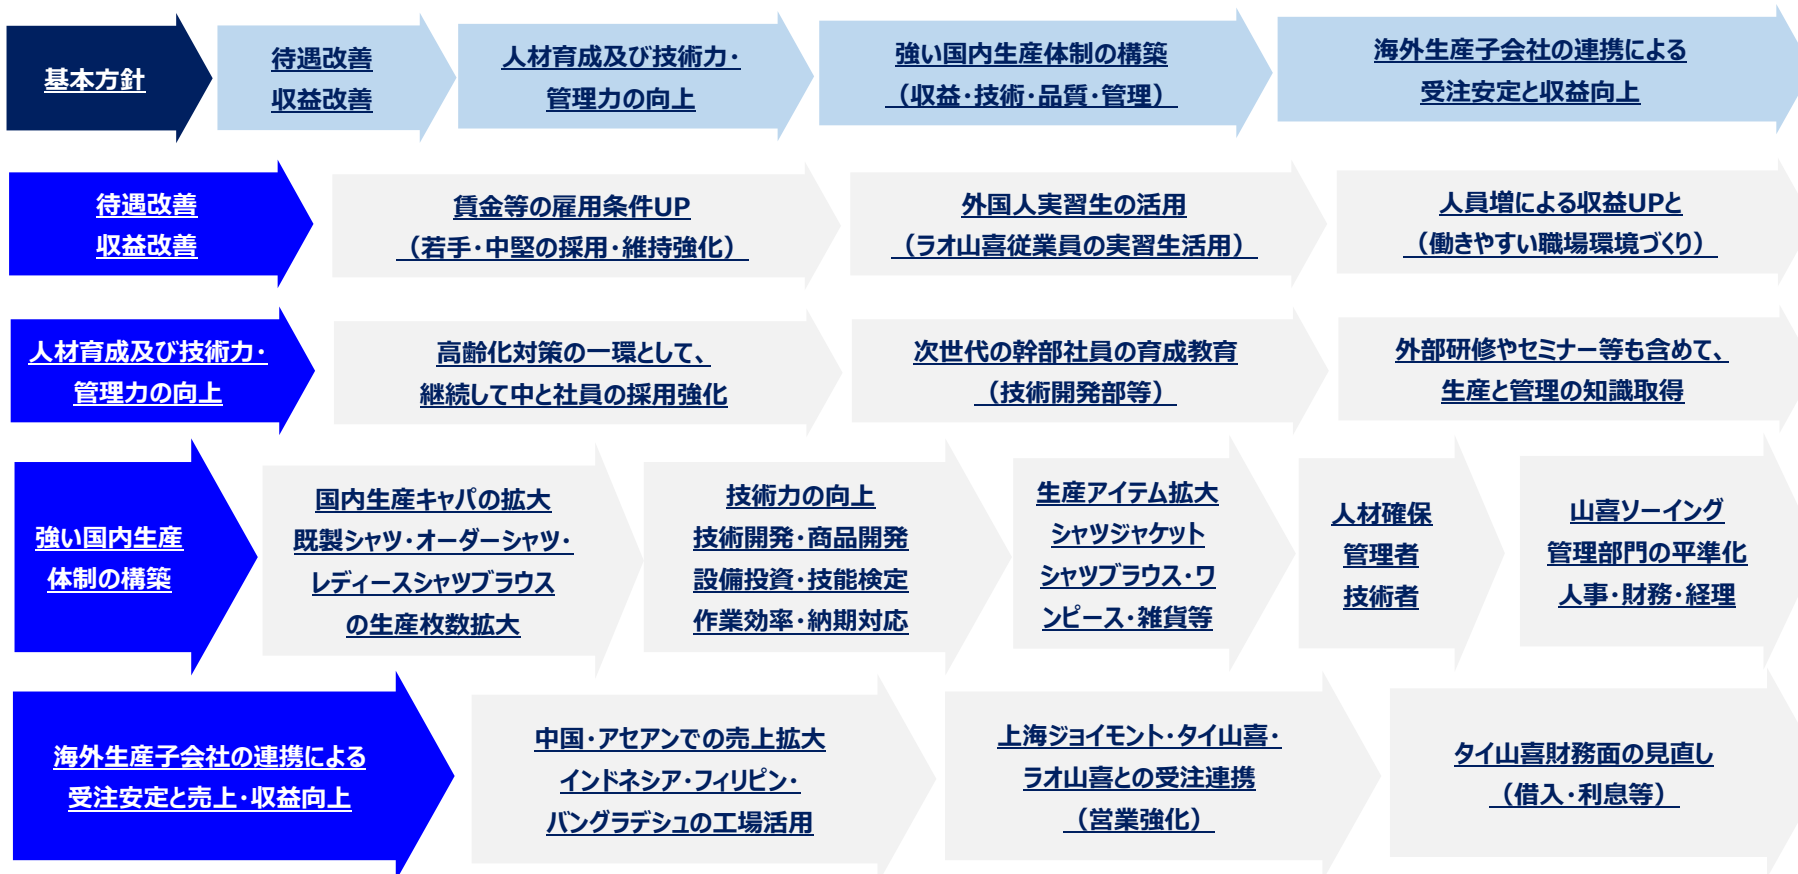 基本方針
待遇改善
収益改善
人材育成及び技術力・
管理力の向上
強い国内生産体制の構築
（収益・技術・品質・管理）
海外生産子会社の連携による
受注安定と収益向上
待遇改善
収益改善
賃金等の雇用条件UP
（若手・中堅の採用・維持強化）
外国人実習生の活用
（ラオ山喜従業員の実習生活用）
人員増による収益UPと
（働きやすい職場環境づくり）
人材育成及び技術力・
管理力の向上
高齢化対策の一環として、
継続して中と社員の採用強化
次世代の幹部社員の育成教育
（技術開発部等）
外部研修やセミナー等も含めて、
生産と管理の知識取得
強い国内生産
体制の構築
国内生産キャパの拡大
既製シャツ・オーダーシャツ・
レディースシャツブラウス
の生産枚数拡大
技術力の向上
技術開発・商品開発
設備投資・技能検定
作業効率・納期対応
生産アイテム拡大
シャツジャケット
シャツブラウス・ワ
ンピース・雑貨等
人材確保
管理者
技術者
山喜ソーイング
管理部門の平準化
人事・財務・経理
海外生産子会社の連携による
受注安定と売上・収益向上
中国・アセアンでの売上拡大
インドネシア・フィリピン・
バングラデシュの工場活用
上海ジョイモント・タイ山喜・
ラオ山喜との受注連携
（営業強化）
タイ山喜財務面の見直し
（借入・利息等）